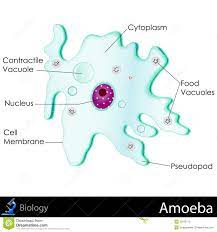 Cytoplasm
Contractile
Vacuole
Food
Vacuoles
Nucleus
Cell
Membrane
Pseudopod
Biology
Amoeba